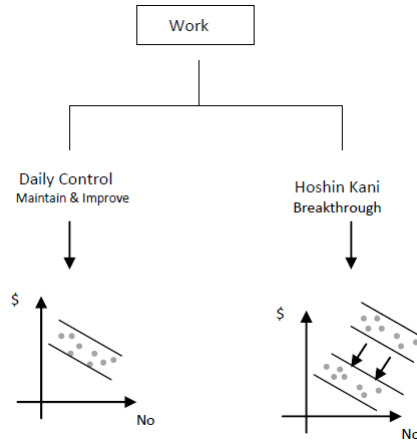 Work
Daily Control
Maintain & Improve
Hoshin Kani
Breakthrough
$
No
$
No